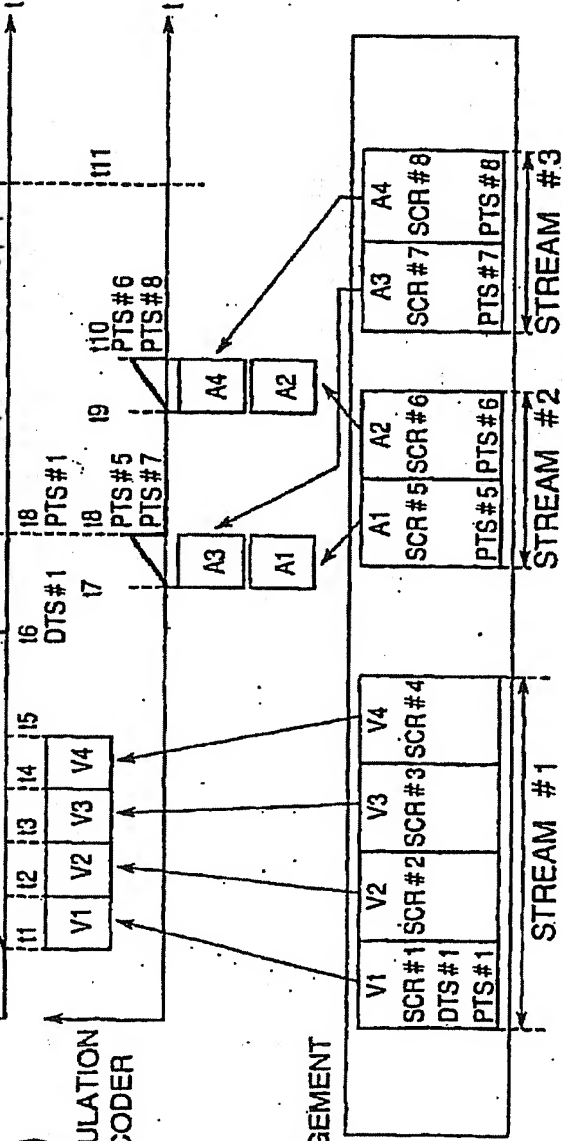 t
t
t11
t10
PTS#6
PTS#8
t9
t8
PTS#1
t8
PTS#5
PTS#7
t6
DTS#1
t7
t1 t2 t3 t4 t5
V1 V2 V3 V4
A3 A4
A1 A2
V1 V2 V3 V4
SCR#1 SCR#2 SCR#3 SCR#4
DTS#1
PTS#1
A1 A2
SCR#5 SCR#6
PTS#5 PTS#6
A3 A4
SCR#7 SCR#8
PTS#7 PTS#8
STREAM #1
STREAM #2
STREAM #3